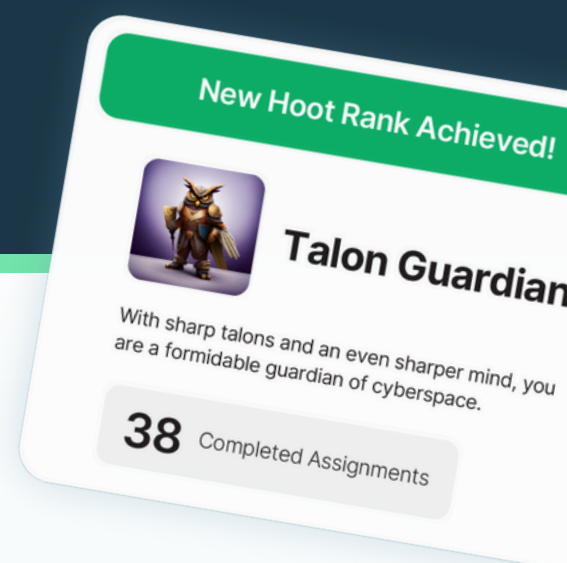 New Hoot Rank Achieved!
Talon Guardian
With sharp talons and an even sharper mind, you
are a formidable guardian of cyberspace.
38 Completed Assignments